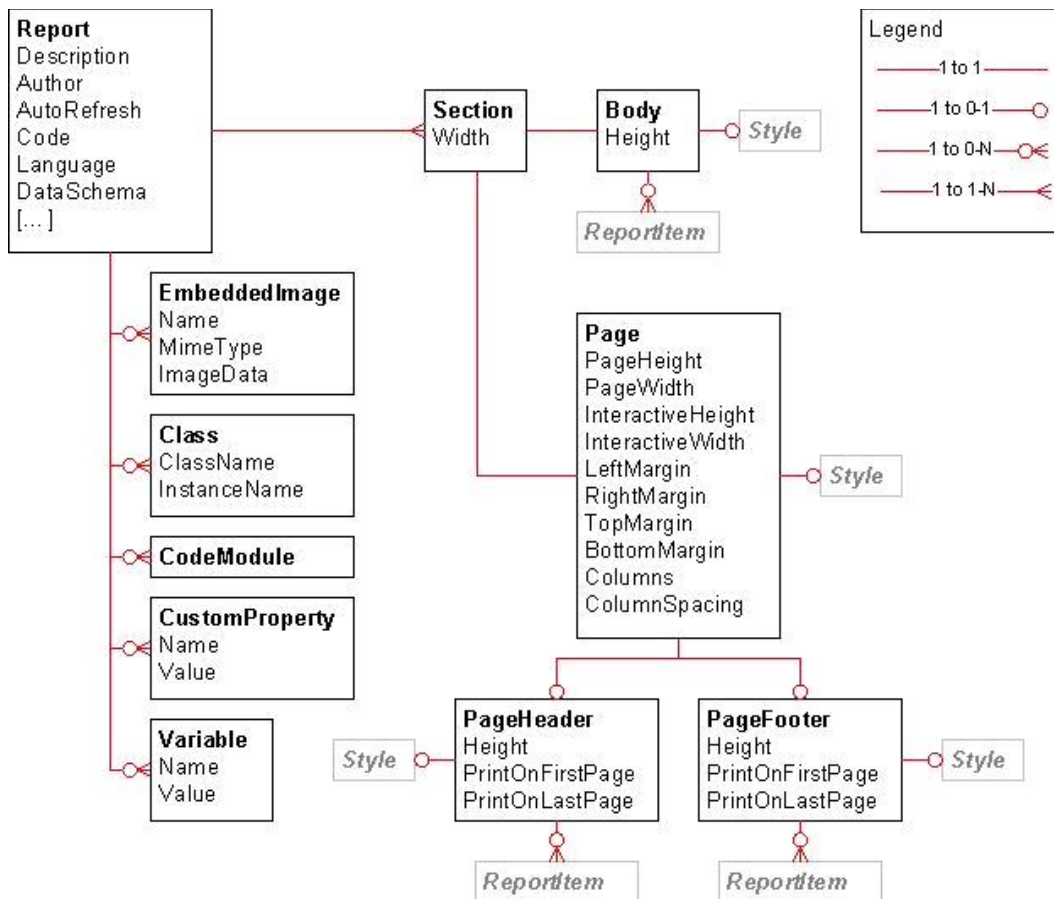 Report
Description
Author
AutoRefresh
Code
Language
DataSchema
[... ]
Section
Width
Body
Height
Style
ReportItem
Legend
1 to 1
1 to 0-1
1 to 0-N
1 to 1-N
EmbeddedImage
Name
MimeType
ImageData
Class
ClassName
InstanceName
CodeModule
CustomProperty
Name
Value
Variable
Name
Value
Page
PageHeight
PageWidth
InteractiveHeight
InteractiveWidth
LeftMargin
RightMargin
TopMargin
BottomMargin
Columns
ColumnSpacing
Style
Style
PageHeader
Height
PrintOnFirstPage
PrintOnLastPage
ReportItem
PageFooter
Height
PrintOnFirstPage
PrintOnLastPage
Style
ReportItem